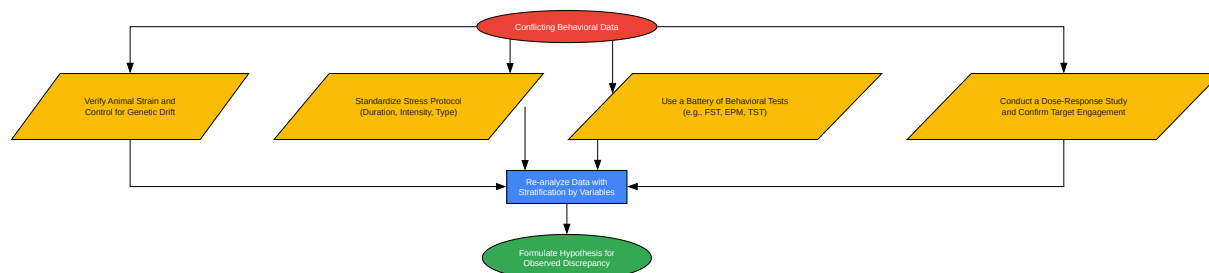 Conflicting Behavioral Data
Verify Animal Strain and
Control for Genetic Drift
Standardize Stress Protocol
(Duration, Intensity, Type)
Use a Battery of Behavioral Tests
(e.g., FST, EPM, TST)
Conduct a Dose-Response Study
and Confirm Target Engagement
Re-analyze Data with
Stratification by Variables
Formulate Hypothesis for
Observed Discrepancy